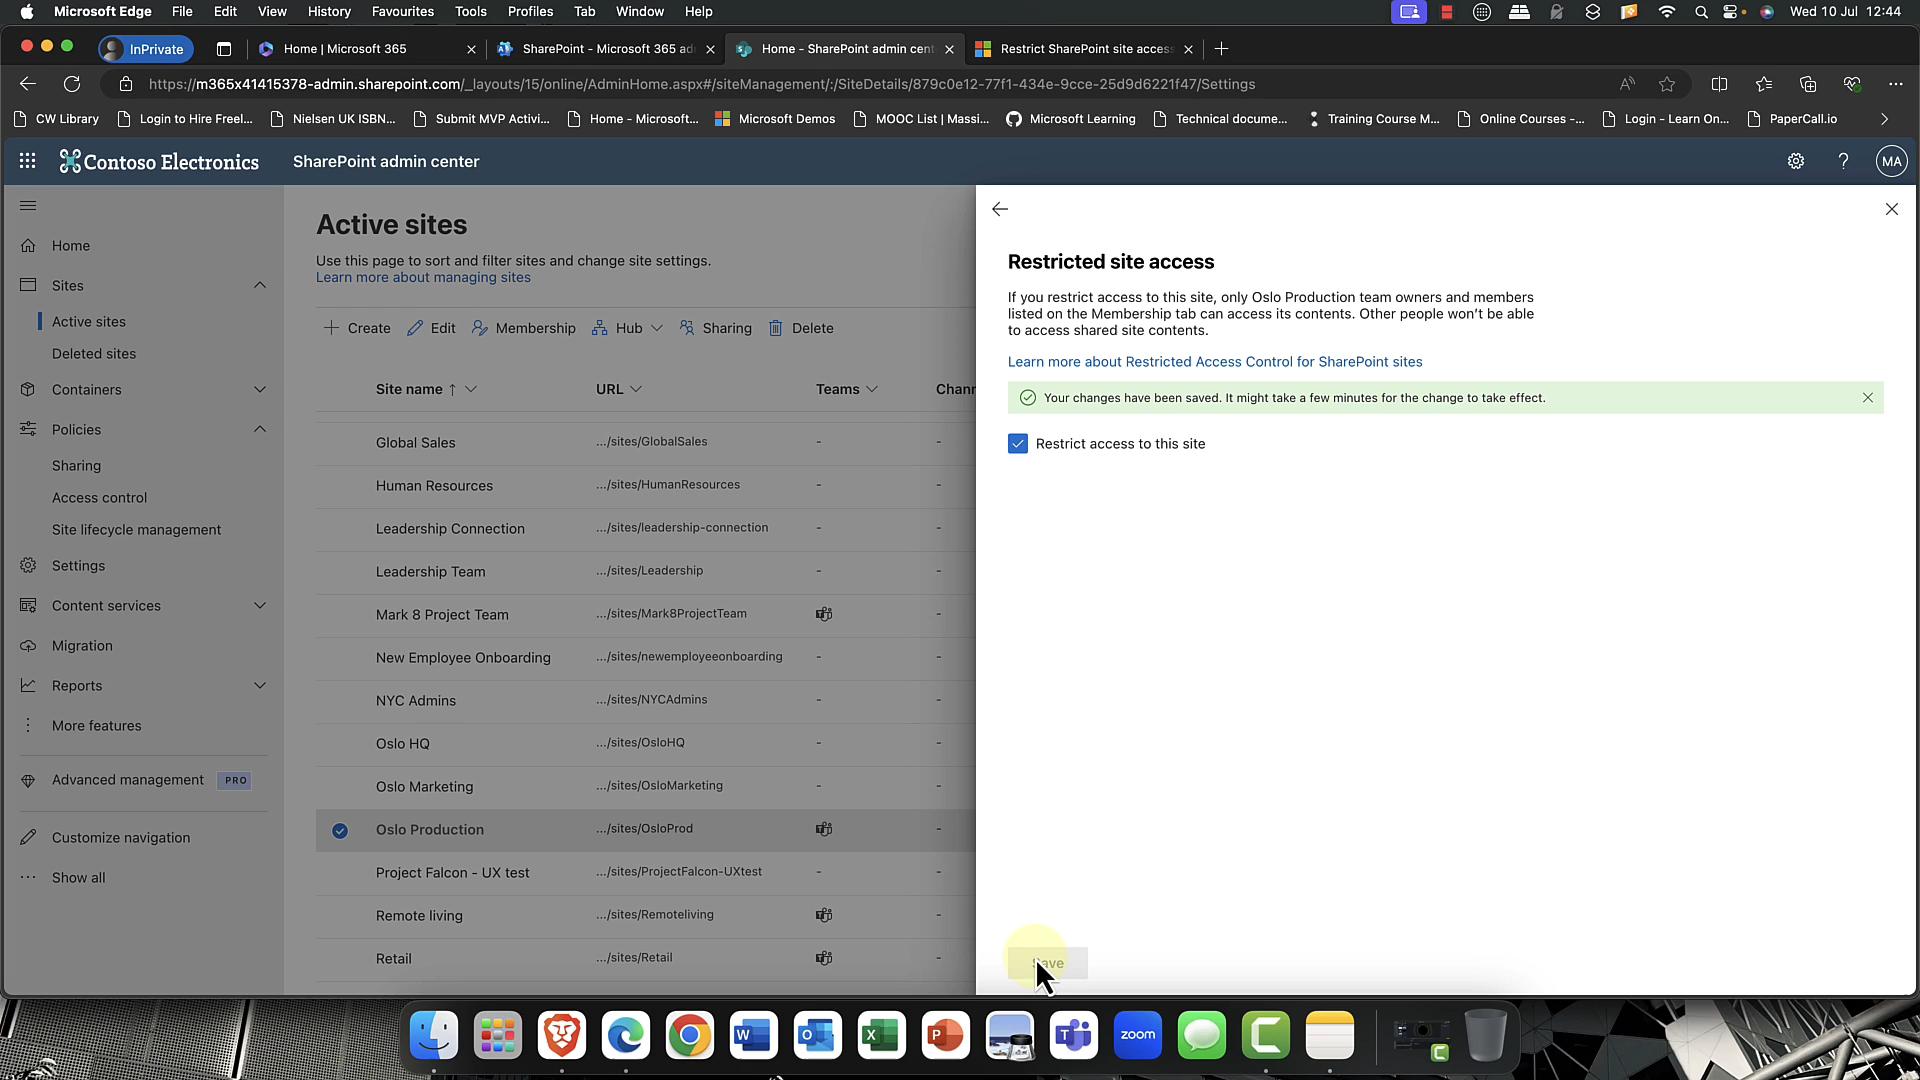 Microsoft Edge File Edit View History Favourites Tools Profiles Tab Window Help Wed 10 Jul 12:44
InPrivate Home | Microsoft 365 SharePoint - Microsoft 365 ad Home - SharePoint admin cent Restrict SharePoint site access
https://m365x41415378-admin.sharepoint.com/_layouts/15/online/AdminHome.aspx#/siteManagement/:/SiteDetails/879c0e12-77f1-434e-9cce-25d9d6221f47/Settings
CW Library Login to Hire Freel... Nielsen UK ISBN... Submit MVP Activi... Home - Microsoft... Microsoft Demos MOOC List | Massi... Microsoft Learning Technical docume... Training Course M... Online Courses -... Login - Learn On... PaperCall.io
Contoso Electronics SharePoint admin center ? MA
Home
Sites
Active sites
Deleted sites
Containers
Policies
Sharing
Access control
Site lifecycle management
Settings
Content services
Migration
Reports
More features
Advanced management PRO
Customize navigation
Show all
Active sites
Use this page to sort and filter sites and change site settings.
Learn more about managing sites
Create Edit Membership Hub Sharing Delete
Site name ↑ URL Teams Chann
Global Sales .../sites/GlobalSales - -
Human Resources .../sites/HumanResources - -
Leadership Connection .../sites/leadership-connection - -
Leadership Team .../sites/Leadership - -
Mark 8 Project Team .../sites/Mark8ProjectTeam -
New Employee Onboarding .../sites/newemployeeonboarding - -
NYC Admins .../sites/NYCAdmins - -
Oslo HQ .../sites/OsloHQ - -
Oslo Marketing .../sites/OsloMarketing - -
Oslo Production .../sites/OsloProd -
Project Falcon - UX test .../sites/ProjectFalcon-UXtest - -
Remote living .../sites/Remoteliving -
Retail .../sites/Retail -
Restricted site access
If you restrict access to this site, only Oslo Production team owners and members
listed on the Membership tab can access its contents. Other people won't be able
to access shared site contents.
Learn more about Restricted Access Control for SharePoint sites
Your changes have been saved. It might take a few minutes for the change to take effect.
Restrict access to this site
Save
W O X P T zoom C